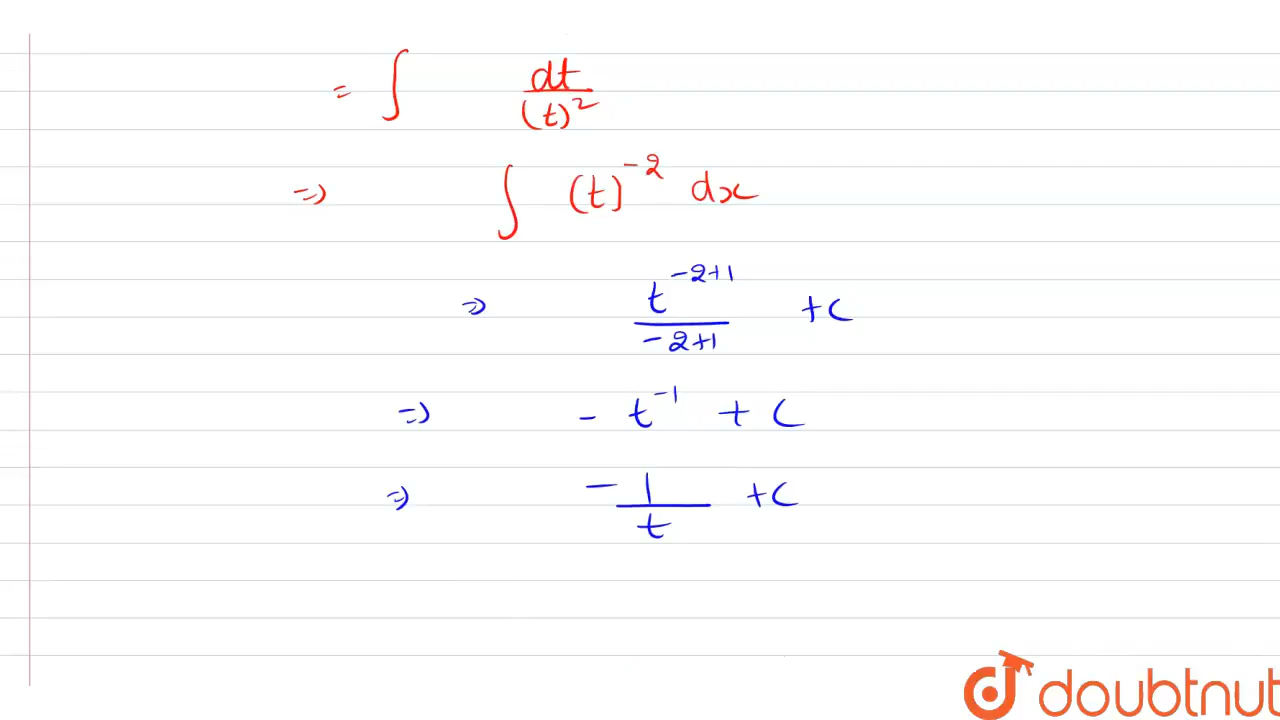 = ∫ dt/(t)²
⇒ ∫ (t)⁻² dx
⇒ t⁻²⁺¹/-2+1 + C
⇒ - t⁻¹ + C
⇒ - 1/t + C
doubtnut